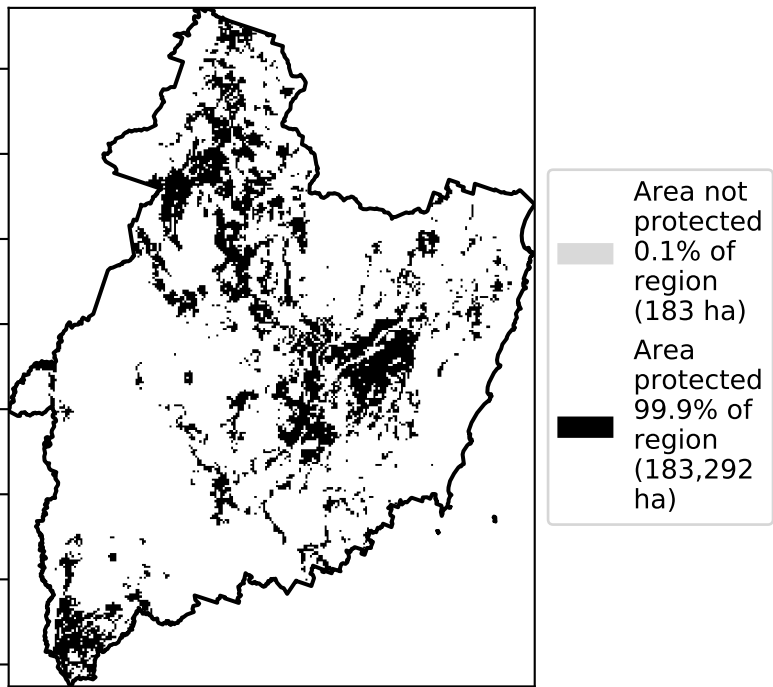 Area not
protected
0.1% of
region
(183 ha)
Area
protected
99.9% of
region
(183,292
ha)